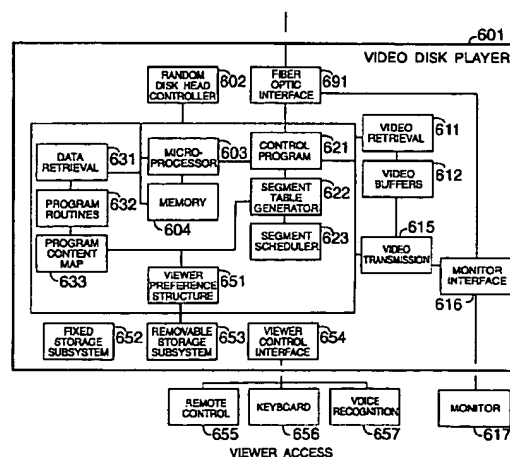 601
VIDEO DISK PLAYER
RANDOM
DISK HEAD
CONTROLLER
602
FIBER
OPTIC
INTERFACE
691
DATA
RETRIEVAL
631
MICRO-
PROCESSOR
603
CONTROL
PROGRAM
621
VIDEO
RETRIEVAL
611
PROGRAM
ROUTINES
632
MEMORY
604
SEGMENT
TABLE
GENERATOR
622
VIDEO
BUFFERS
612
PROGRAM
CONTENT
MAP
633
SEGMENT
SCHEDULER
623
615
VIDEO
TRANSMISSION
VIEWER
PREFERENCE
STRUCTURE
651
MONITOR
INTERFACE
616
FIXED
STORAGE
SUBSYSTEM
652
REMOVABLE
STORAGE
SUBSYSTEM
653
VIEWER
CONTROL
INTERFACE
654
REMOTE
CONTROL
655
KEYBOARD
656
VOICE
RECOGNITION
657
MONITOR
617
VIEWER ACCESS